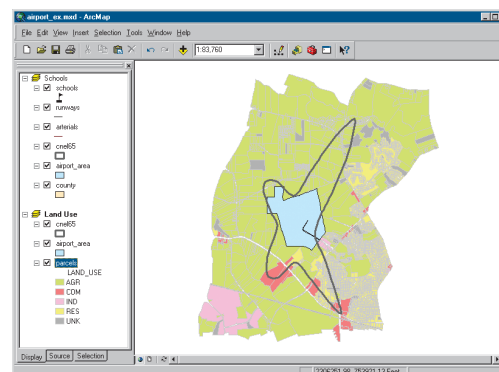 airport_ex.mxd - ArcMap
File Edit View Insert Selection Tools Window Help
1:83,760
Schools
schools
runways
arterials
cnel65
airport_area
county
Land Use
cnel65
airport_area
parcels
LAND_USE
AGR
COM
IND
RES
UNK
Display Source Selection